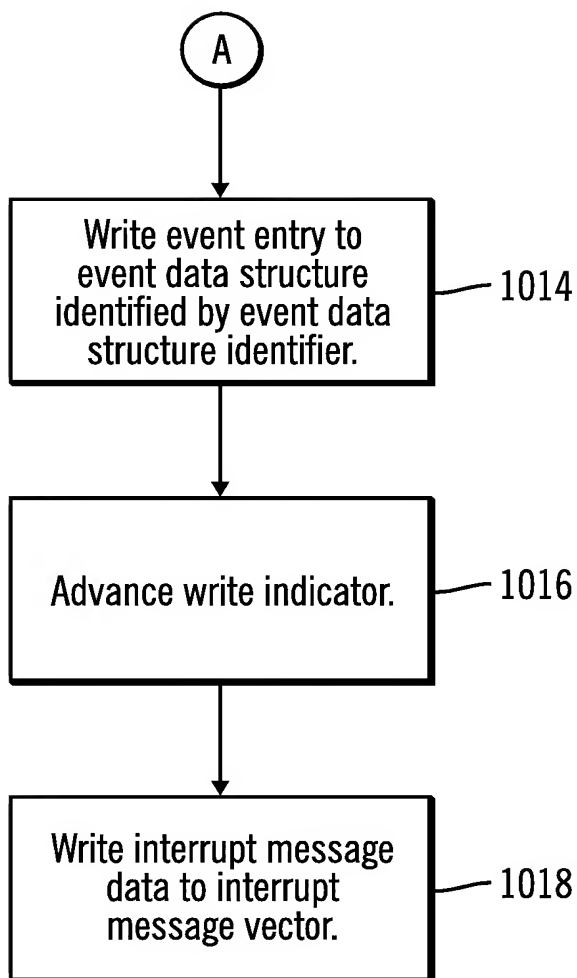 A
Write event entry to
event data structure
identified by event data
structure identifier.
1014
Advance write indicator.
1016
Write interrupt message
data to interrupt
message vector.
1018